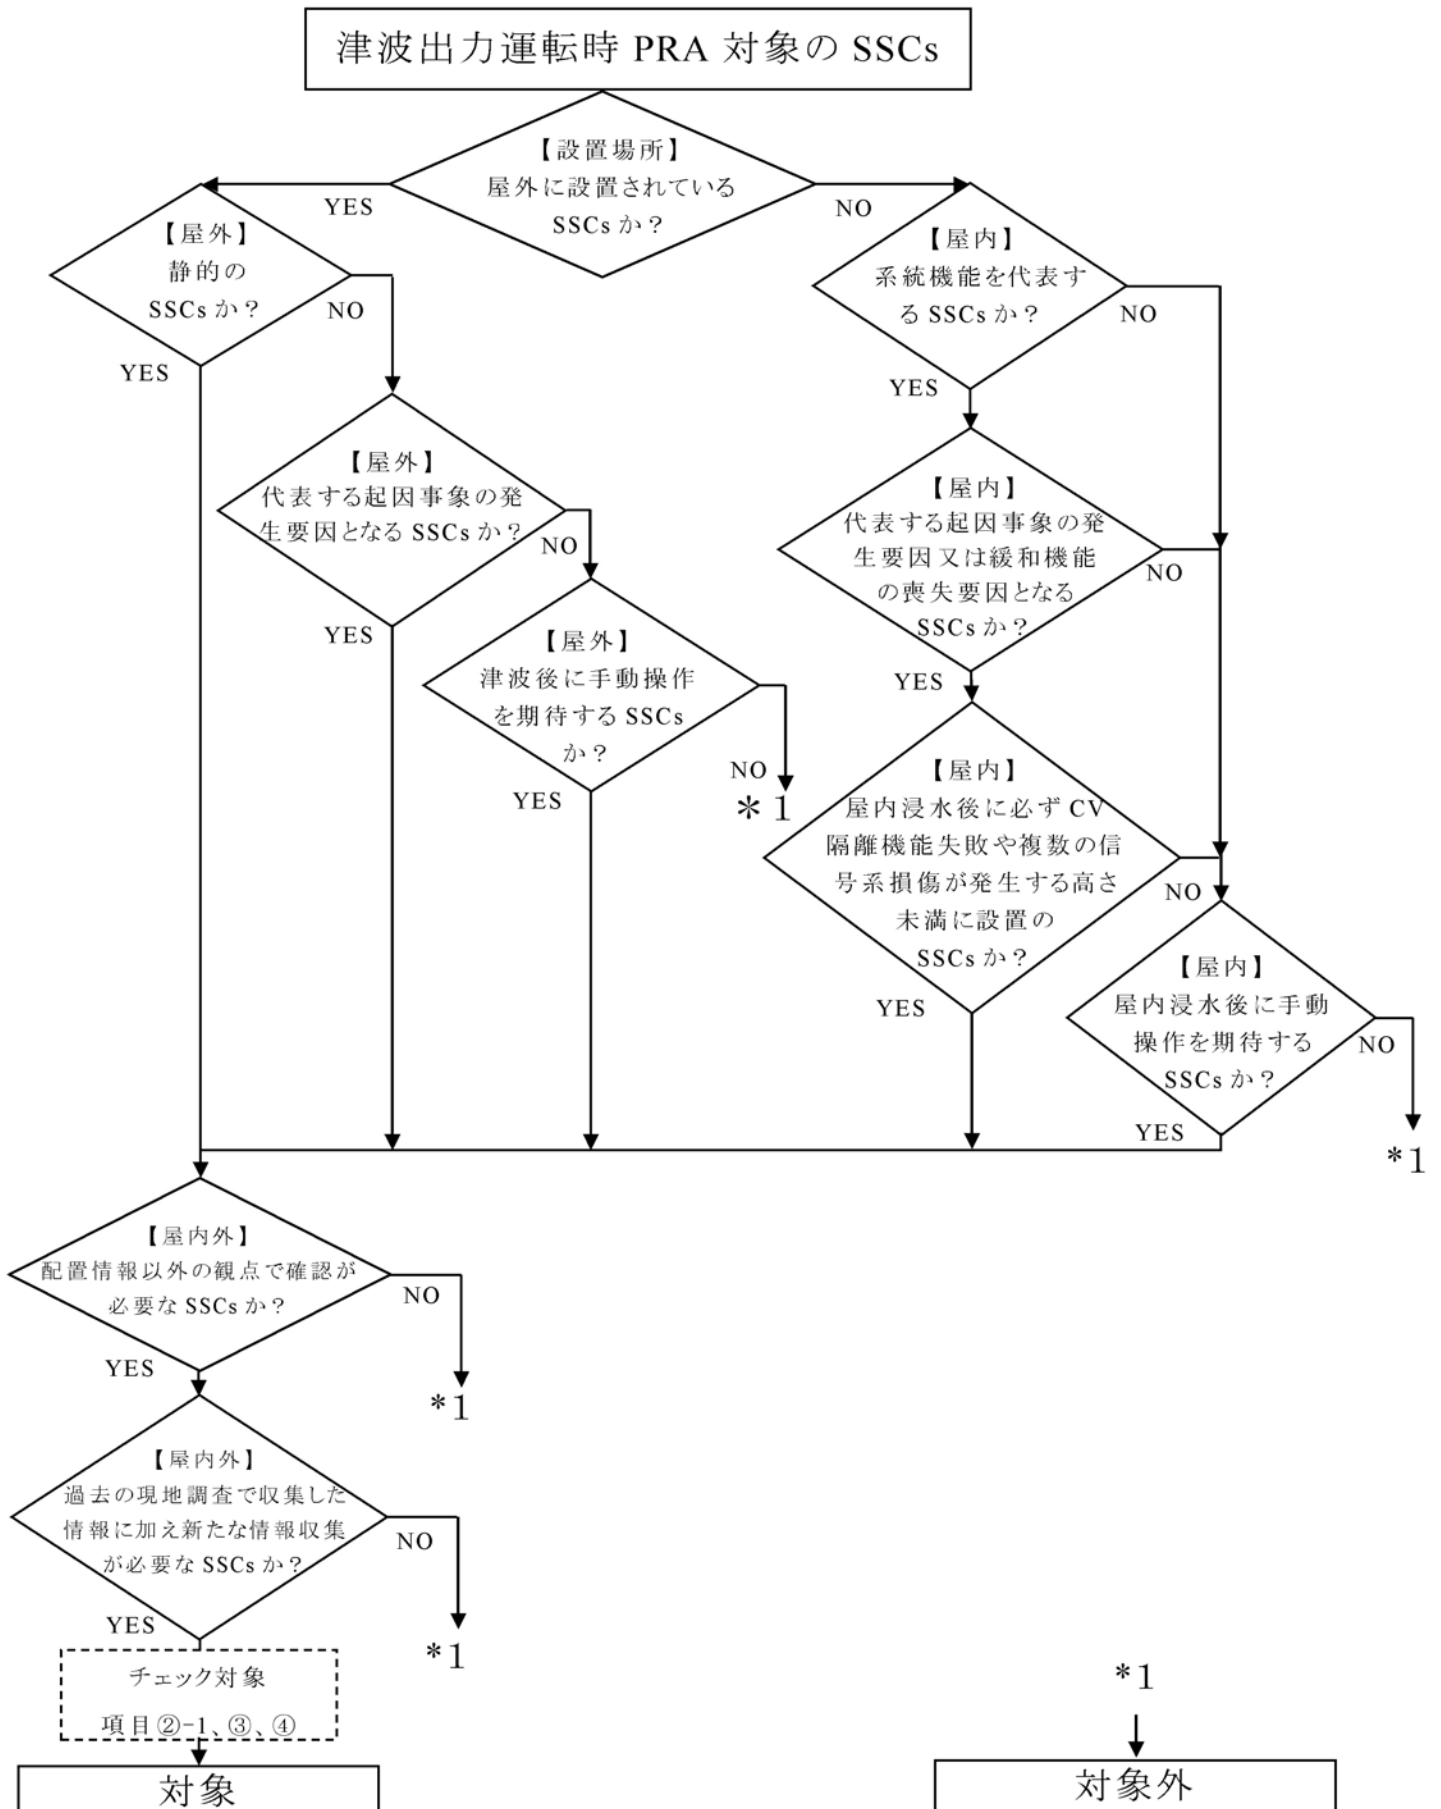 津波出力運転時 PRA 対象の SSCs
【設置場所】
屋外に設置されている
SSCs か？
YES
NO
【屋外】
静的の
SSCs か？
NO
YES
【屋内】
系統機能を代表す
る SSCs か？
NO
YES
【屋外】
代表する起因事象の発
生要因となる SSCs か？
NO
YES
【屋内】
代表する起因事象の発
生要因又は緩和機能
の喪失要因となる
SSCs か？
NO
YES
【屋外】
津波後に手動操作
を期待する SSCs
か？
NO
＊1
YES
【屋内】
屋内浸水後に必ず CV
隔離機能失敗や複数の信
号系損傷が発生する高さ
未満に設置の
SSCs か？
NO
YES
【屋内】
屋内浸水後に手動
操作を期待する
SSCs か？
NO
YES
*1
【屋内外】
配置情報以外の観点で確認が
必要な SSCs か？
NO
YES
*1
【屋内外】
過去の現地調査で収集した
情報に加え新たな情報収集
が必要な SSCs か？
NO
YES
*1
チェック対象
項目②-1、③、④
対象
*1
対象外